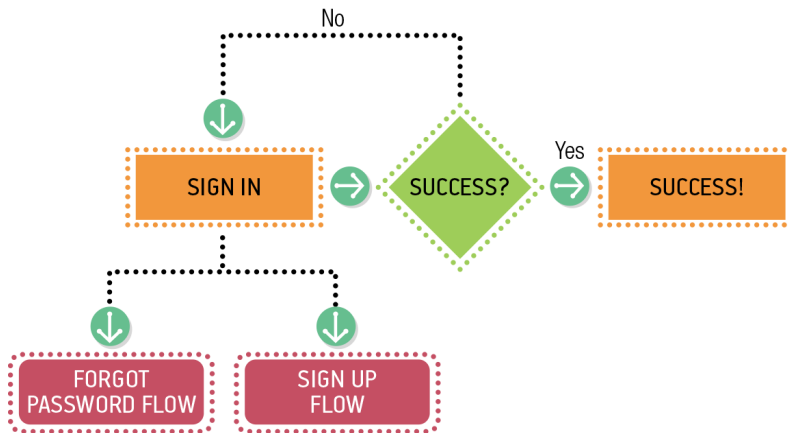 No
SIGN IN
SUCCESS?
Yes
SUCCESS!
FORGOT
PASSWORD FLOW
SIGN UP
FLOW